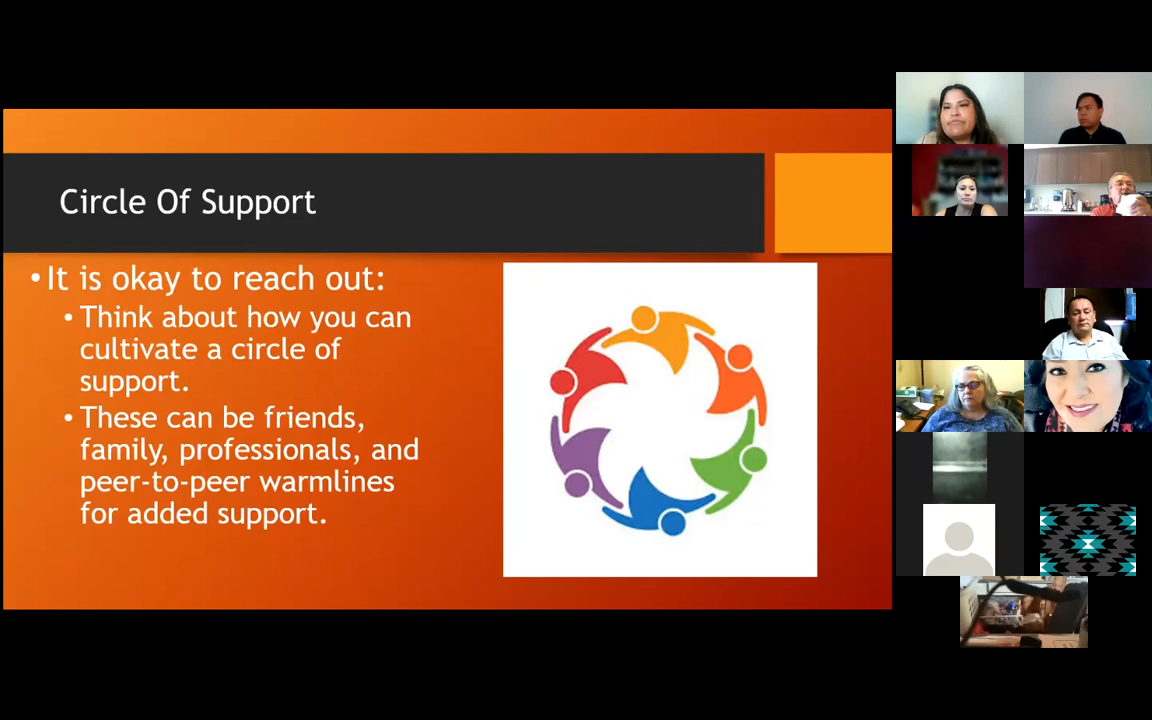 Circle Of Support
•It is okay to reach out:
•Think about how you can
cultivate a circle of
support.
•These can be friends,
family, professionals, and
peer-to-peer warmlines
for added support.